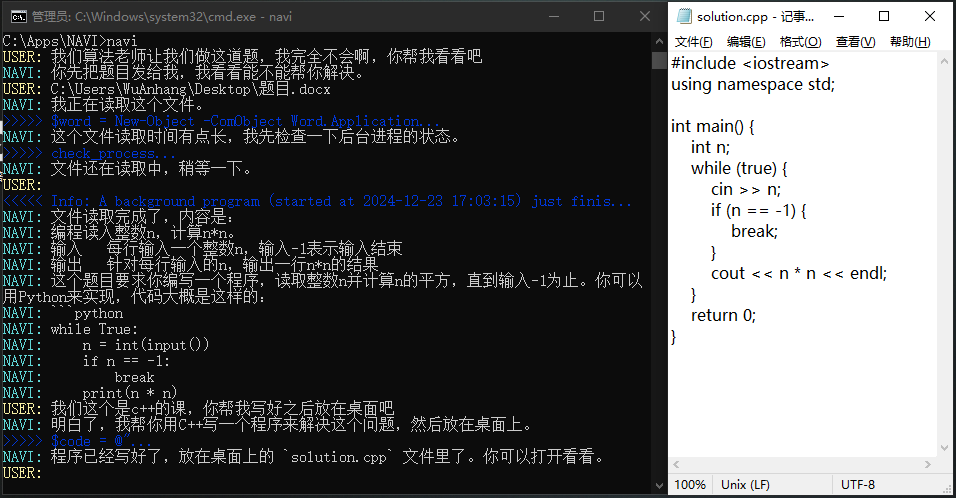 管理员: C:\Windows\system32\cmd.exe - navi
C:\Apps\NAVI>navi
USER: 我们算法老师让我们做这道题，我完全不会啊，你帮我看看吧
NAVI: 你先把题目发给我，我看看能不能帮你解决。
USER: C:\Users\WuAnhang\Desktop\题目.docx
NAVI: 我正在读取这个文件。
>>>>> $word = New-Object -ComObject Word.Application...
NAVI: 这个文件读取时间有点长，我先检查一下后台进程的状态。
>>>>> check_process...
NAVI: 文件还在读取中，稍等一下。
USER:
<<<<< Info: A background program (started at 2024-12-23 17:03:15) just finis...
NAVI: 文件读取完成了，内容是：
NAVI: 编程读入整数n，计算n*n。
NAVI: 输入   每行输入一个整数n，输入-1表示输入结束
NAVI: 输出   针对每行输入的n，输出一行n*n的结果
NAVI: 这个题目要求你编写一个程序，读取整数n并计算n的平方，直到输入-1为止。你可以
用Python来实现，代码大概是这样的：
NAVI: ```python
NAVI: while True:
NAVI:     n = int(input())
NAVI:     if n == -1:
NAVI:         break
NAVI:     print(n * n)
USER: 我们这个是c++的课，你帮我写好之后放在桌面吧
NAVI: 明白了，我帮你用C++写一个程序来解决这个问题，然后放在桌面上。
>>>>> $code = @"...
NAVI: 程序已经写好了，放在桌面上的 `solution.cpp` 文件里了。你可以打开看看。
USER:
solution.cpp - 记事...
文件(F) 编辑(E) 格式(O) 查看(V) 帮助(H)
#include <iostream>
using namespace std;

int main() {
    int n;
    while (true) {
        cin >> n;
        if (n == -1) {
            break;
        }
        cout << n * n << endl;
    }
    return 0;
}
100% Unix (LF) UTF-8